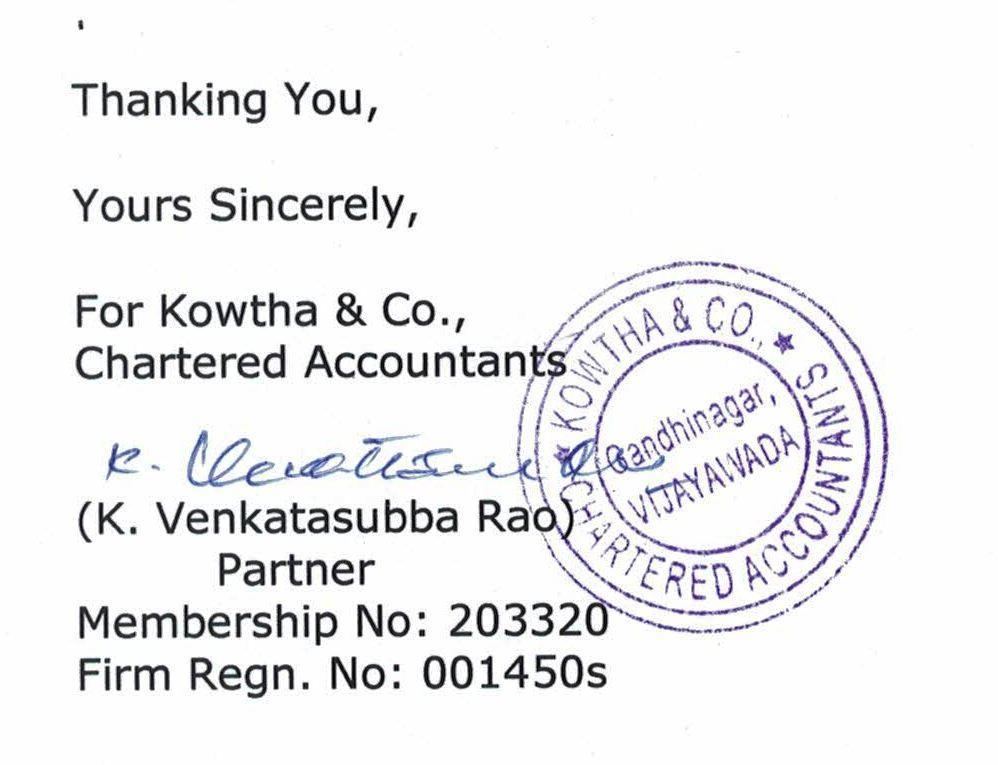 Thanking You,
Yours Sincerely,
For Kowtha & Co.,
Chartered Accountants
K.
(K. Venkatasubba Rao)
Partner
Membership No: 203320
Firm Regn. No: 001450s
★ KOWTHA & CO., ★
CHARTERED ACCOUNTANTS
Gandhinagar,
VIJAYAWADA